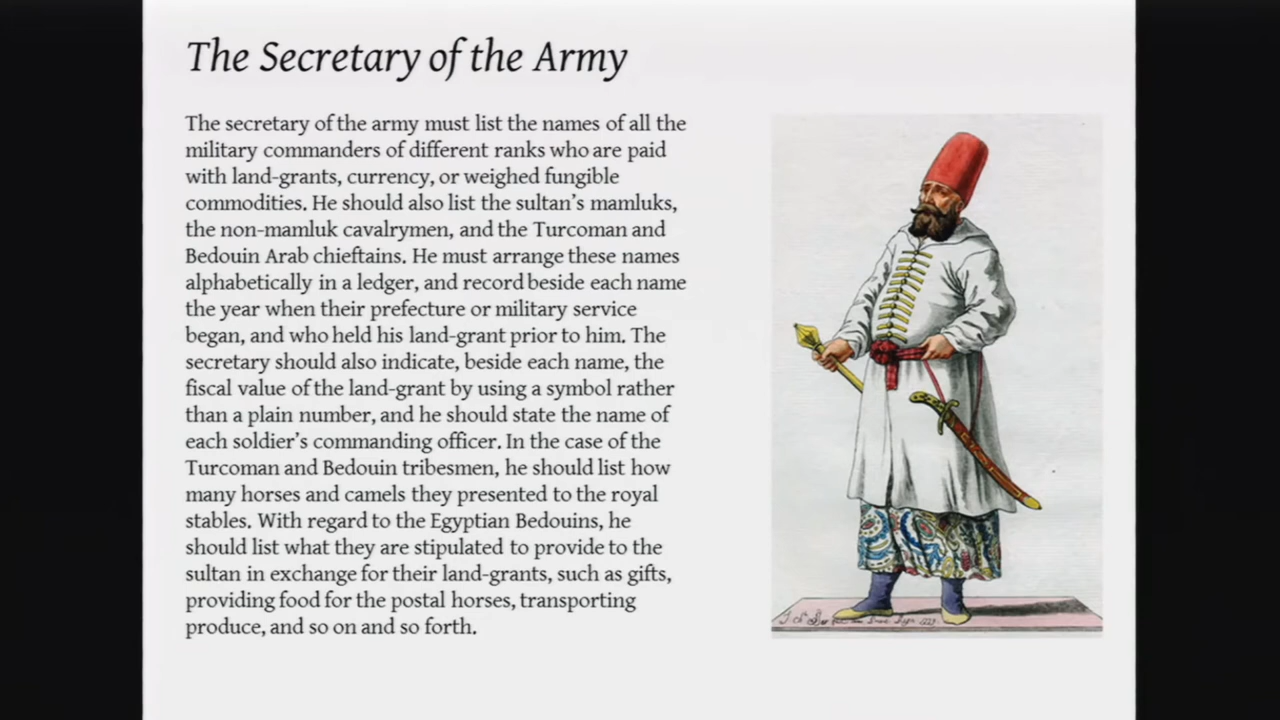 The Secretary of the Army
The secretary of the army must list the names of all the
military commanders of different ranks who are paid
with land-grants, currency, or weighed fungible
commodities. He should also list the sultan's mamluks,
the non-mamluk cavalrymen, and the Turcoman and
Bedouin Arab chieftains. He must arrange these names
alphabetically in a ledger, and record beside each name
the year when their prefecture or military service
began, and who held his land-grant prior to him. The
secretary should also indicate, beside each name, the
fiscal value of the land-grant by using a symbol rather
than a plain number, and he should state the name of
each soldier's commanding officer. In the case of the
Turcoman and Bedouin tribesmen, he should list how
many horses and camels they presented to the royal
stables. With regard to the Egyptian Bedouins, he
should list what they are stipulated to provide to the
sultan in exchange for their land-grants, such as gifts,
providing food for the postal horses, transporting
produce, and so on and so forth.